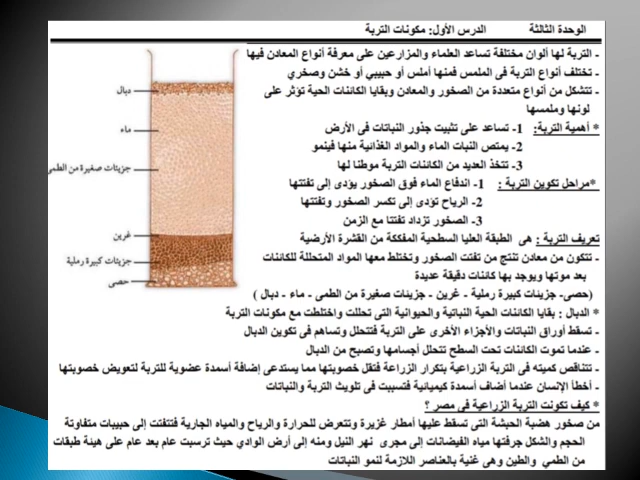 الوحدة الثالثة الدرس الأول: مكونات التربة
- التربة لها ألوان مختلفة تساعد العلماء والمزارعين على معرفة أنواع المعادن فيها
- تختلف أنواع التربة فى الملمس فمنها أملس أو حبيبي أو خشن وصخري
- تتشكل من أنواع متعددة من الصخور والمعادن وبقايا الكائنات الحية تؤثر على
لونها وملمسها
* أهمية التربة: 1- تساعد على تثبيت جذور النباتات فى الأرض
2- يمتص النبات الماء والمواد الغذائية منها فينمو
3- تتخذ العديد من الكائنات التربة موطنا لها
*مراحل تكوين التربة : 1- اندفاع الماء فوق الصخور يؤدى إلى تفتتها
2- الرياح تؤدى إلى تكسر الصخور وتفتتها
3- الصخور تزداد تفتتا مع الزمن
تعريف التربة : هى الطبقة العليا السطحية المفككة من القشرة الأرضية
- تتكون من معادن تنتج من تفتت الصخور وتختلط معها المواد المتحللة للكائنات
بعد موتها ويوجد بها كائنات دقيقة عديدة
(حصى- جزيئات كبيرة رملية - غرين - جزيئات صغيرة من الطمى - ماء - دبال )
* الدبال : بقايا الكائنات الحية النباتية والحيوانية التى تحللت واختلطت مع مكونات التربة
- تسقط أوراق النباتات والأجزاء الأخرى على التربة فتتحلل وتساهم فى تكوين الدبال
- عندما تموت الكائنات تحت السطح تتحلل أجسامها وتصبح من الدبال
- تتناقص كميته فى التربة الزراعية بتكرار الزراعة فتقل خصوبتها مما يستدعى إضافة أسمدة عضوية للتربة لتعويض خصوبتها
- أخطأ الإنسان عندما أضاف أسمدة كيميائية فتسببت فى تلويث التربة والنباتات
* كيف تكونت التربة الزراعية فى مصر ؟
من صخور هضبة الحبشة التى تسقط عليها أمطار غزيرة وتتعرض للحرارة والرياح والمياه الجارية فتتفتت إلى حبيبات متفاوتة
الحجم والشكل جرفتها مياه الفيضانات إلى مجرى نهر النيل ومنه إلى أرض الوادي حيث ترسبت عام بعد عام على هيئة طبقات
من الطمي والطين وهى غنية بالعناصر اللازمة لنمو النباتات
دبال
ماء
جزيئات صغيرة من الطمى
غرين
جزيئات كبيرة رملية
حصى